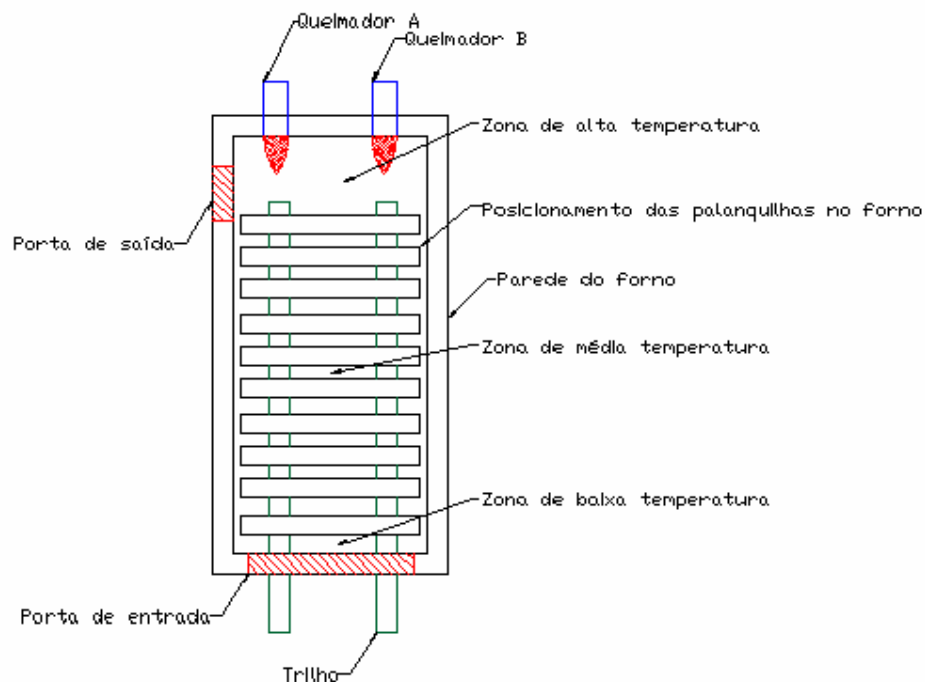 Queimador A
Queimador B
Zona de alta temperatura
Posicionamento das palanquilhas no forno
Porta de saída
Parede do forno
Zona de média temperatura
Zona de baixa temperatura
Porta de entrada
Trilho